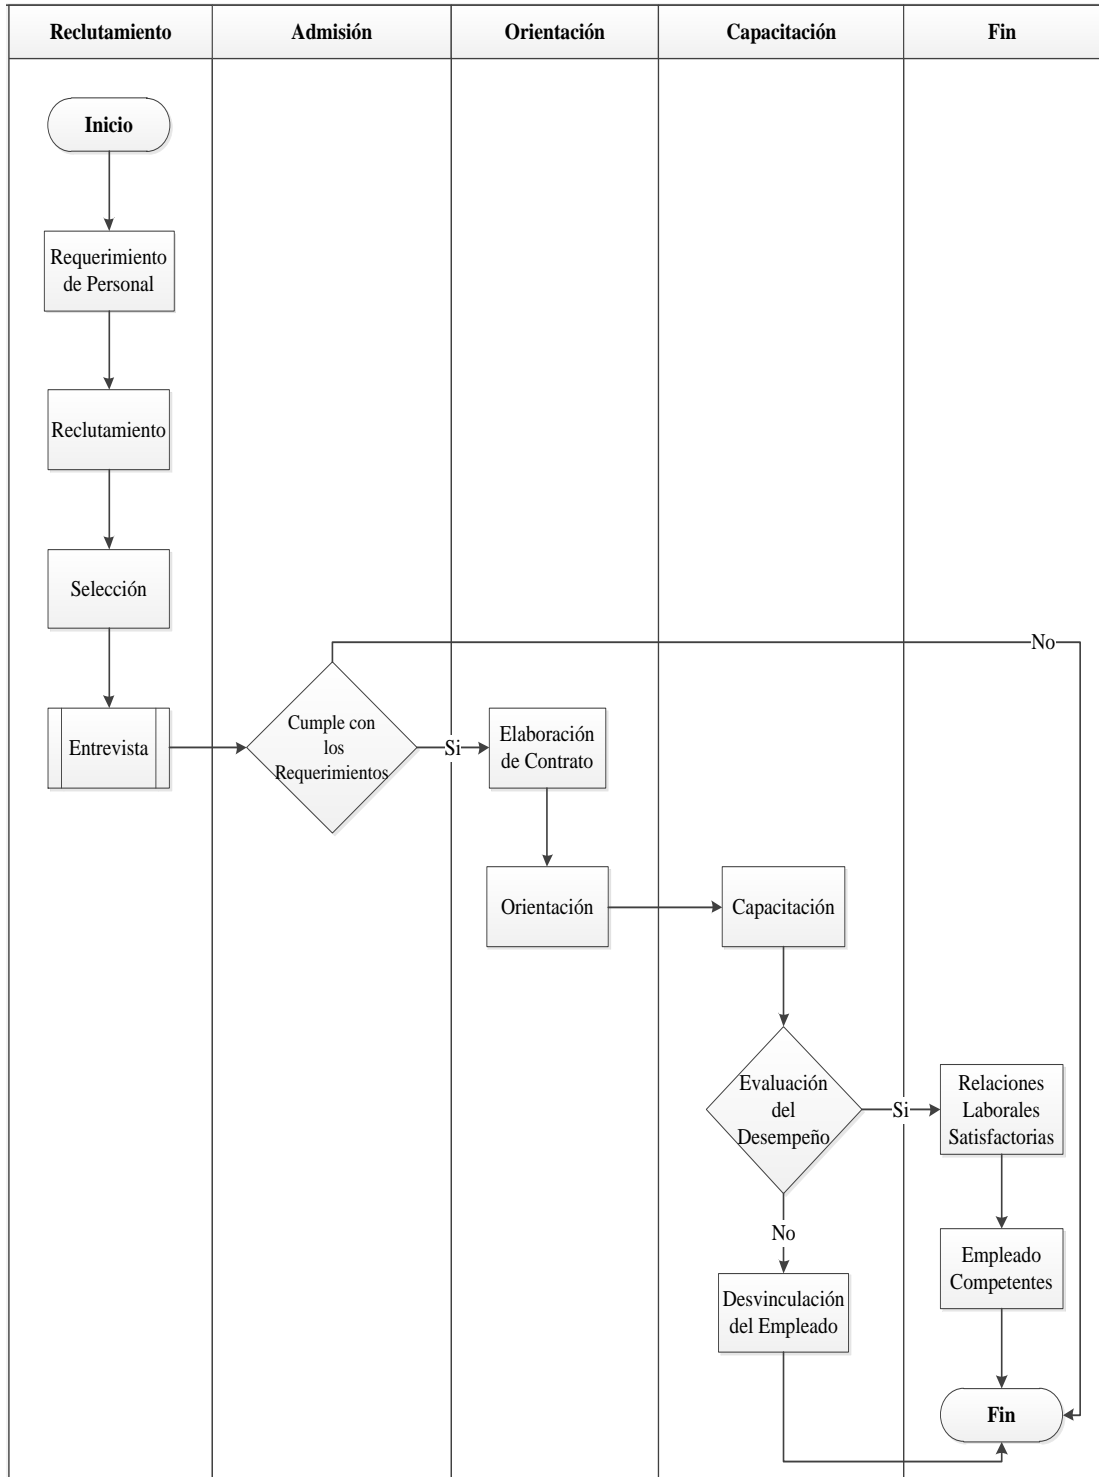 Reclutamiento
Admisión
Orientación
Capacitación
Fin
Inicio
Requerimiento
de Personal
Reclutamiento
Selección
Entrevista
Cumple con
los
Requerimientos
No
Si
Elaboración
de Contrato
Orientación
Capacitación
Evaluación
del
Desempeño
Si
Relaciones
Laborales
Satisfactorias
No
Desvinculación
del Empleado
Empleado
Competentes
Fin